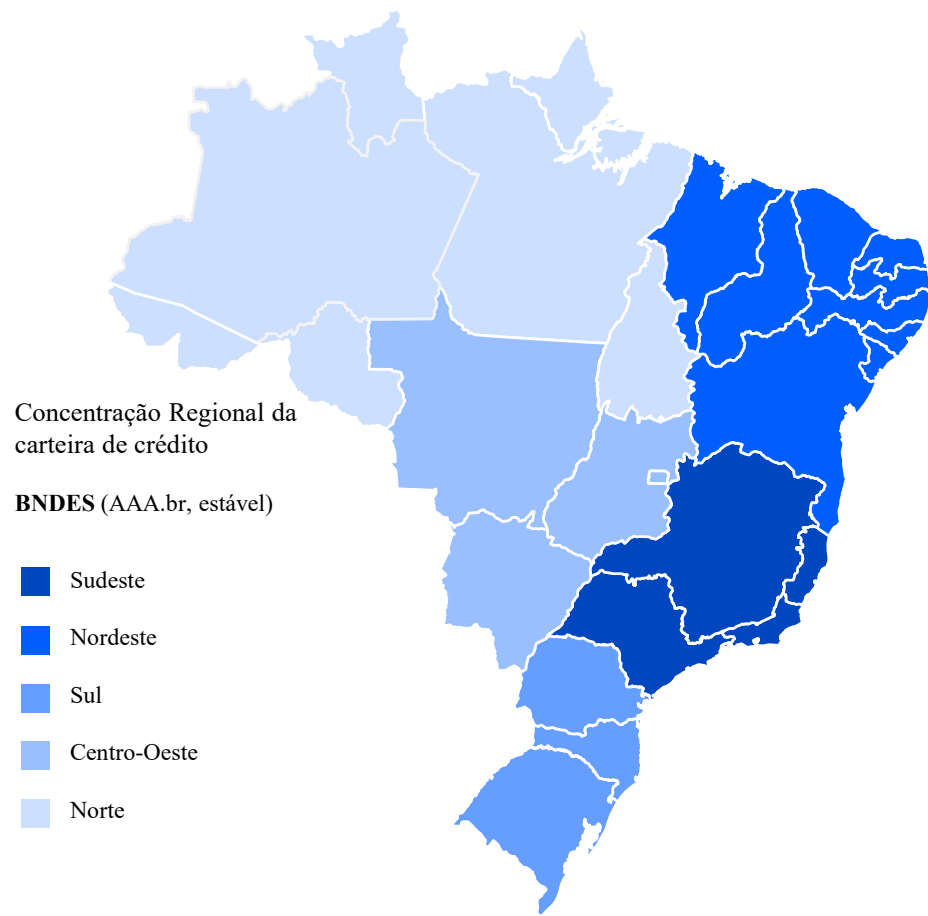 Concentração Regional da
carteira de crédito
BNDES (AAA.br, estável)
Sudeste
Nordeste
Sul
Centro-Oeste
Norte